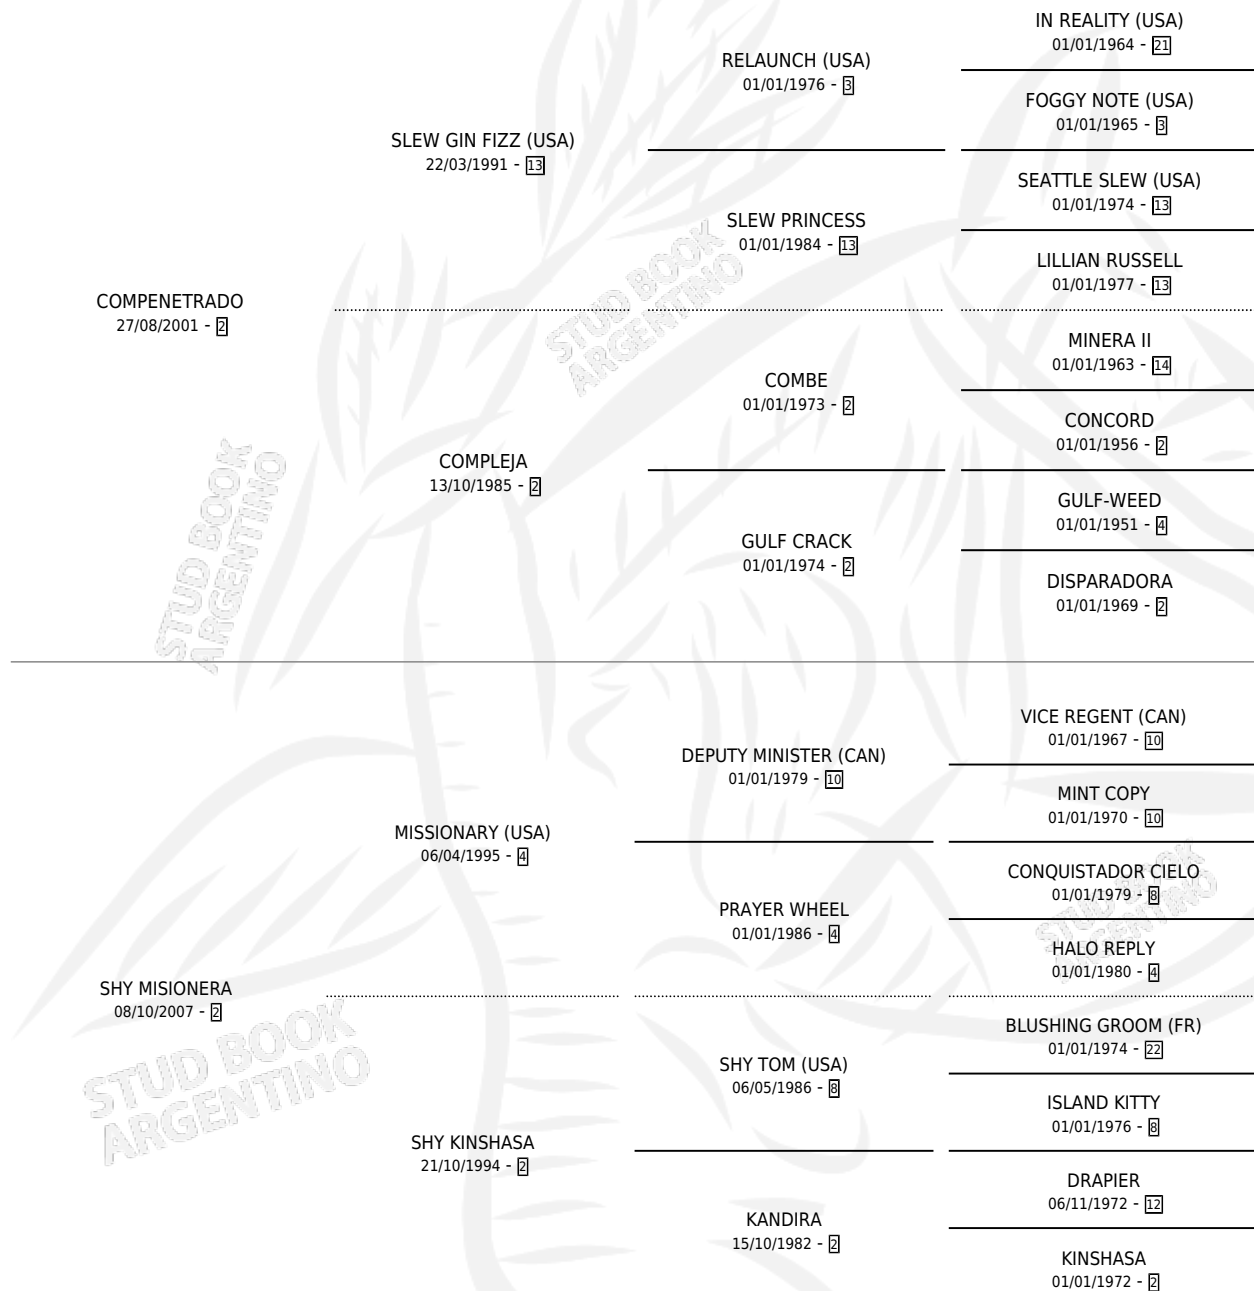 IN REALITY (USA)
01/01/1964 - 21
RELAUNCH (USA)
01/01/1976 - 3
FOGGY NOTE (USA)
01/01/1965 - 3
SLEW GIN FIZZ (USA)
22/03/1991 - 13
SEATTLE SLEW (USA)
01/01/1974 - 13
SLEW PRINCESS
01/01/1984 - 13
LILLIAN RUSSELL
01/01/1977 - 13
STUD BOOK
ARGENTINO
COMPENETRADO
27/08/2001 - 2
MINERA II
01/01/1963 - 14
COMBE
01/01/1973 - 2
CONCORD
01/01/1956 - 2
COMPLEJA
13/10/1985 - 2
GULF-WEED
01/01/1951 - 4
GULF CRACK
01/01/1974 - 2
DISPARADORA
01/01/1969 - 2
STUD BOOK
ARGENTINO
VICE REGENT (CAN)
01/01/1967 - 10
DEPUTY MINISTER (CAN)
01/01/1979 - 10
MINT COPY
01/01/1970 - 10
MISSIONARY (USA)
06/04/1995 - 4
CONQUISTADOR CIELO
01/01/1979 - 8
PRAYER WHEEL
01/01/1986 - 4
HALO REPLY
01/01/1980 - 4
STUD BOOK
ARGENTINO
SHY MISIONERA
08/10/2007 - 2
BLUSHING GROOM (FR)
01/01/1974 - 22
SHY TOM (USA)
06/05/1986 - 8
ISLAND KITTY
01/01/1976 - 8
STUD BOOK
ARGENTINO
SHY KINSHASA
21/10/1994 - 2
DRAPIER
06/11/1972 - 12
KANDIRA
15/10/1982 - 2
KINSHASA
01/01/1972 - 2